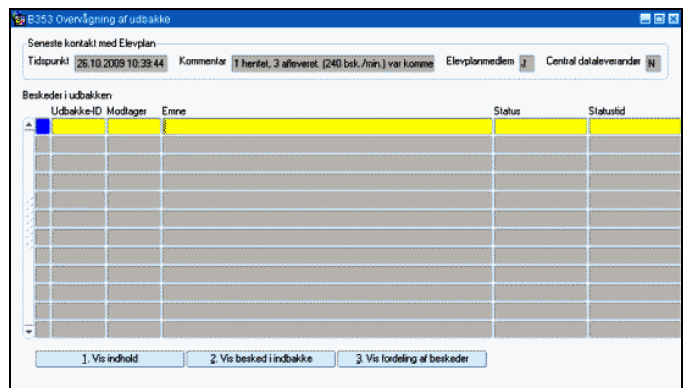 B353 Overvågning af udbakke
Seneste kontakt med Elevplan
Tidspunkt 26.10.2009 10:39:44 Kommentar 1 hentet, 3 afleveret. (240 bsk./min.) var komme Elevplanmedlem J Central dataleverandør N
Beskeder i udbakken
Udbakke-ID Modtager Emne Status Statustid
1. Vis indhold 2. Vis besked i indbakke 3. Vis fordeling af beskeder